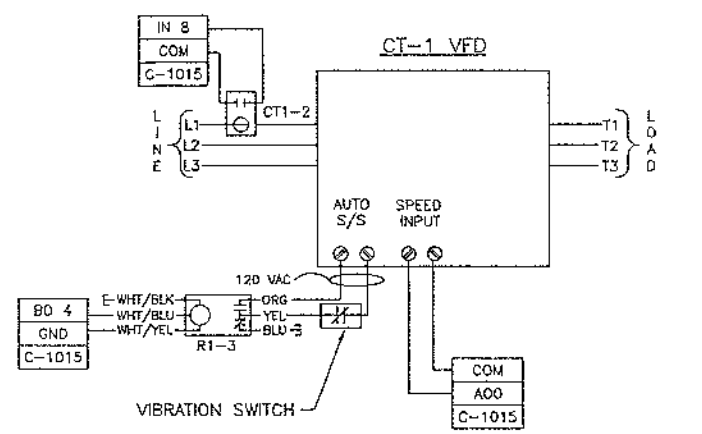 IN 8
COM
C-1015
CT-1 VFD
CT1-2
LINE
L1
L2
L3
T1
T2
T3
LOAD
AUTO
S/S
SPEED
INPUT
120 VAC
WHT/BLK
ORG
BO 4
WHT/BLU
YEL
GND
WHT/YEL
BLU
C-1015
R1-3
COM
AO0
C-1015
VIBRATION SWITCH